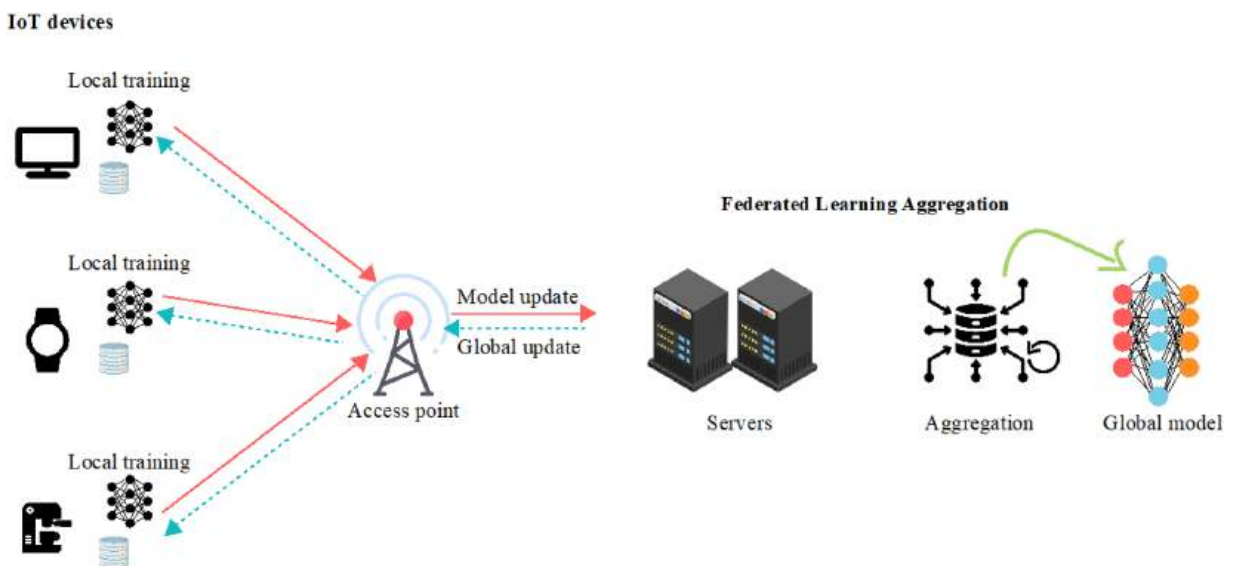 IoT devices
Local training
Local training
Local training
Model update
Global update
Access point
Federated Learning Aggregation
Servers
Aggregation
Global model